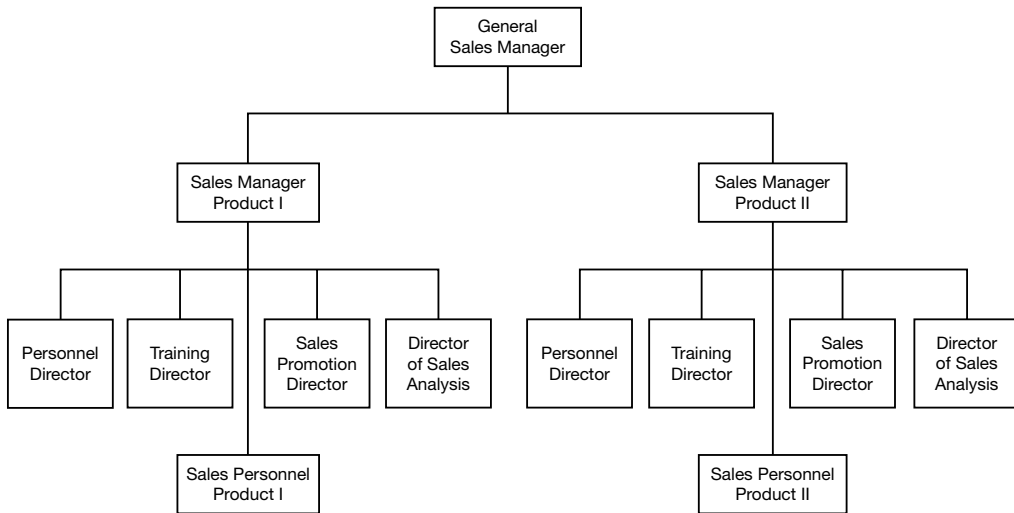 General
Sales Manager
Sales Manager
Product I
Sales Manager
Product II
Personnel
Director
Training
Director
Sales
Promotion
Director
Director
of Sales
Analysis
Personnel
Director
Training
Director
Sales
Promotion
Director
Director
of Sales
Analysis
Sales Personnel
Product I
Sales Personnel
Product II